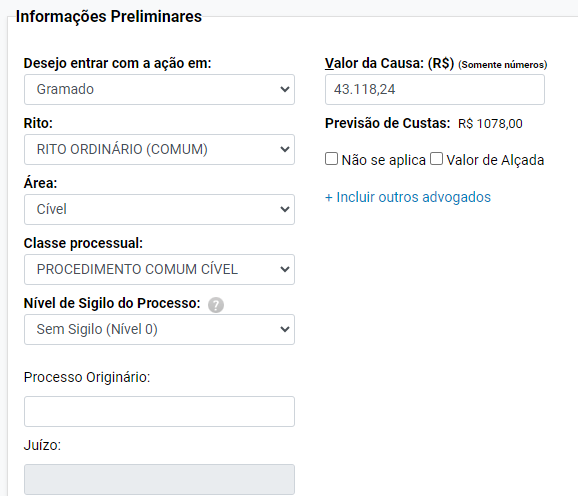 Informações Preliminares
Desejo entrar com a ação em:
Gramado
Rito:
RITO ORDINÁRIO (COMUM)
Área:
Cível
Classe processual:
PROCEDIMENTO COMUM CÍVEL
Nível de Sigilo do Processo: ?
Sem Sigilo (Nível 0)
Processo Originário:
Juízo:
Valor da Causa: (R$) (Somente números)
43.118,24
Previsão de Custas: R$ 1078,00
Não se aplica Valor de Alçada
+ Incluir outros advogados